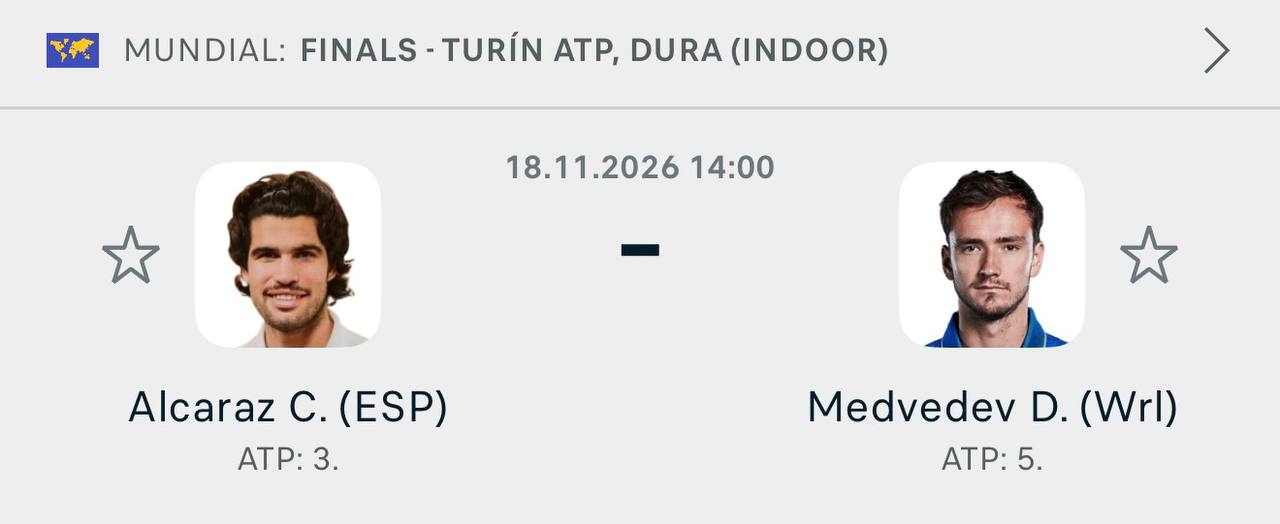 MUNDIAL: FINALS - TURÍN ATP, DURA (INDOOR)
18.11.2026 14:00
-
Alcaraz C. (ESP)
ATP: 3.
Medvedev D. (Wrl)
ATP: 5.